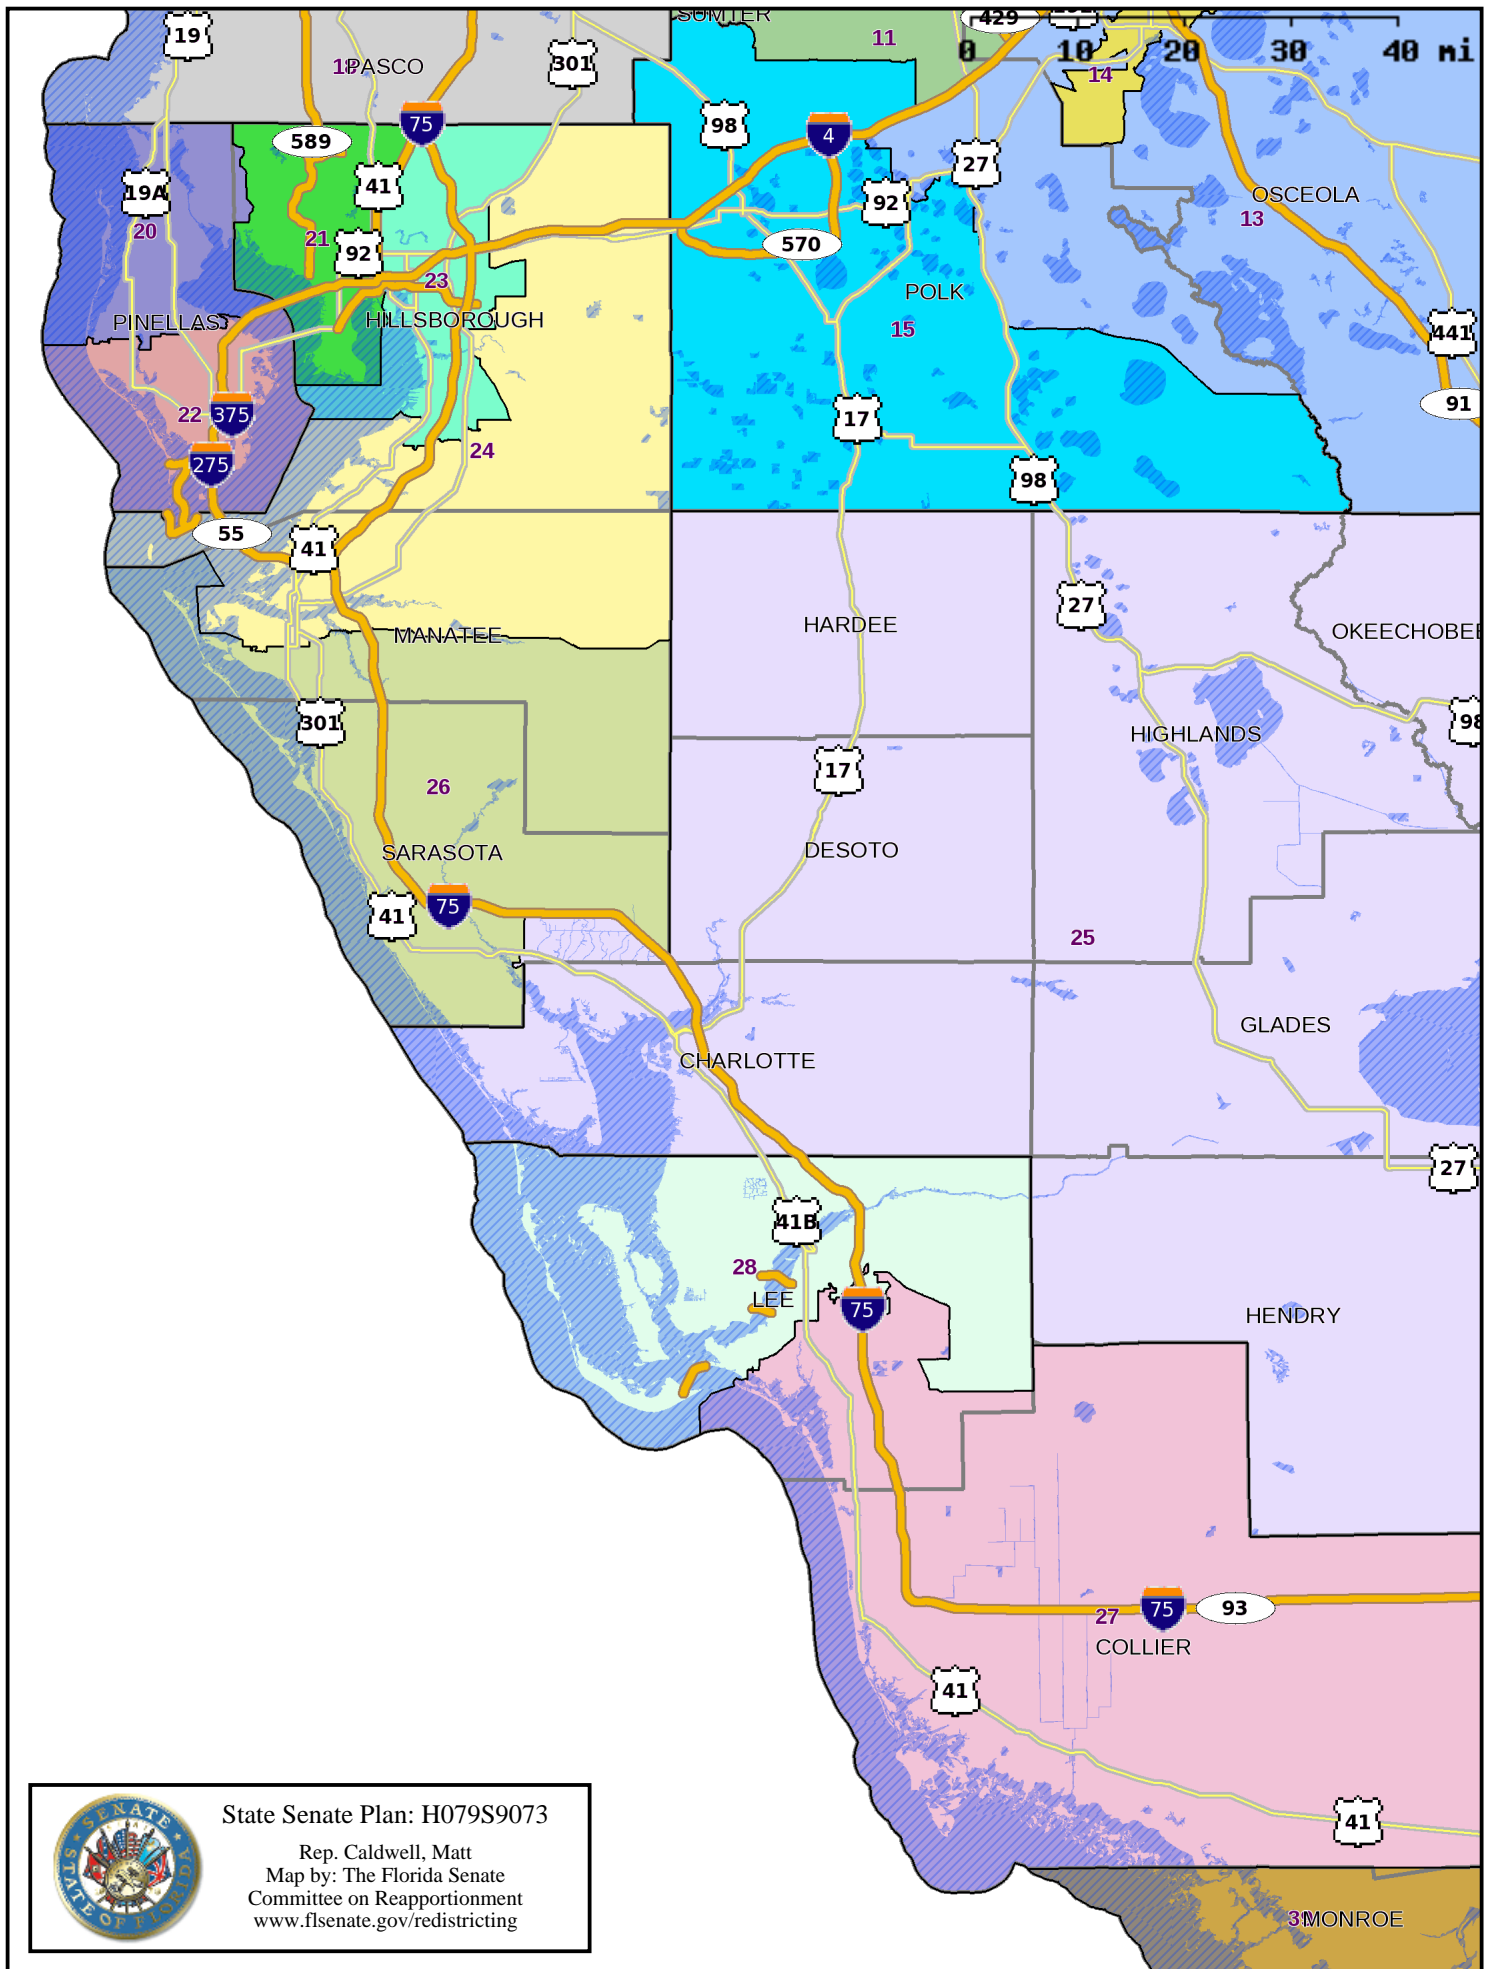 SUMTER
429
19
11
0 10 20 30 40 mi
PASCO
301
14
75
98
4
589
27
41
19A
92
OSCEOLA
13
20
21
92
570
23
POLK
PINELLAS
HILLSBOROUGH
15
441
91
22
375
17
24
275
98
55
41
27
HARDEE
OKEECHOBEE
MANATEE
301
98
HIGHLANDS
17
26
SARASOTA
DESOTO
75
41
25
GLADES
CHARLOTTE
27
41B
28
LEE
75
HENDRY
75
93
27
COLLIER
41
41
MONROE
SENATE
STATE OF FLORIDA
State Senate Plan: H079S9073
Rep. Caldwell, Matt
Map by: The Florida Senate
Committee on Reapportionment
www.flsenate.gov/redistricting